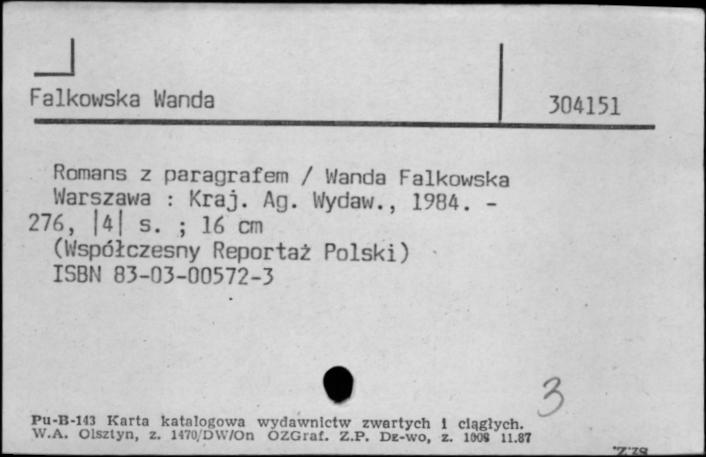 Falkowska Wanda
304151
Romans z paragrafem / Wanda Falkowska
Warszawa : Kraj. Ag. Wydaw., 1984. -
276, |4| s. ; 16 cm
(Współczesny Reportaż Polski)
ISBN 83-03-00572-3
3
Pu-B-143 Karta katalogowa wydawnictw zwartych i ciągłych.
W.A. Olsztyn, z. 1470/DW/On OZGraf. Z.P. Dz-wo, z. 1008 11.87